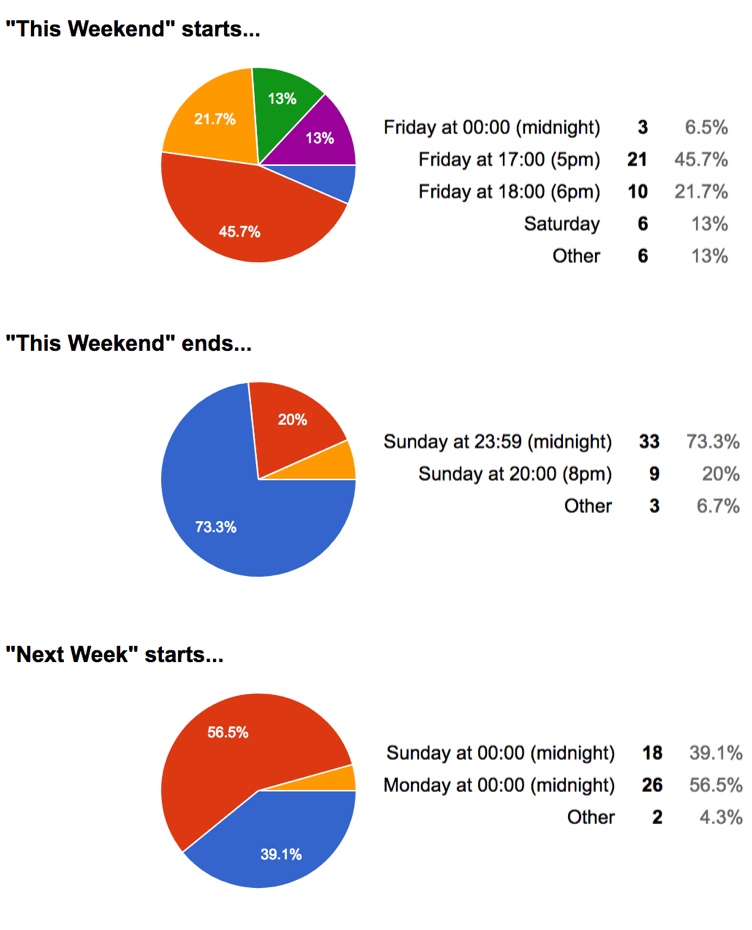 "This Weekend" starts...
13%
21.7%
13%
45.7%
Friday at 00:00 (midnight) 3 6.5%
Friday at 17:00 (5pm) 21 45.7%
Friday at 18:00 (6pm) 10 21.7%
Saturday 6 13%
Other 6 13%
"This Weekend" ends...
20%
73.3%
Sunday at 23:59 (midnight) 33 73.3%
Sunday at 20:00 (8pm) 9 20%
Other 3 6.7%
"Next Week" starts...
56.5%
39.1%
Sunday at 00:00 (midnight) 18 39.1%
Monday at 00:00 (midnight) 26 56.5%
Other 2 4.3%